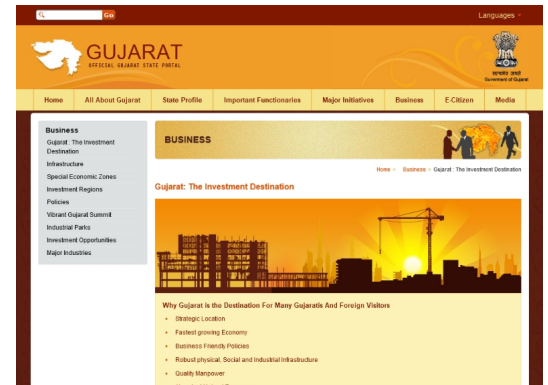 Go
Languages
GUJARAT
OFFICIAL GUJARAT STATE PORTAL
सत्यमेव जयते
Government of Gujarat
Home
All About Gujarat
State Profile
Important Functionaries
Major Initiatives
Business
E-Citizen
Media
Business
Gujarat : The Investment
Destination
Infrastructure
Special Economic Zones
Investment Regions
Policies
Vibrant Gujarat Summit
Industrial Parks
Investment Opportunities
Major Industries
BUSINESS
Home » Business » Gujarat : The Investment Destination
Gujarat: The Investment Destination
Why Gujarat is the Destination For Many Gujaratis And Foreign Visitors
Strategic Location
Fastest growing Economy
Business Friendly Policies
Robust physical, Social and Industrial Infrastructure
Quality Manpower